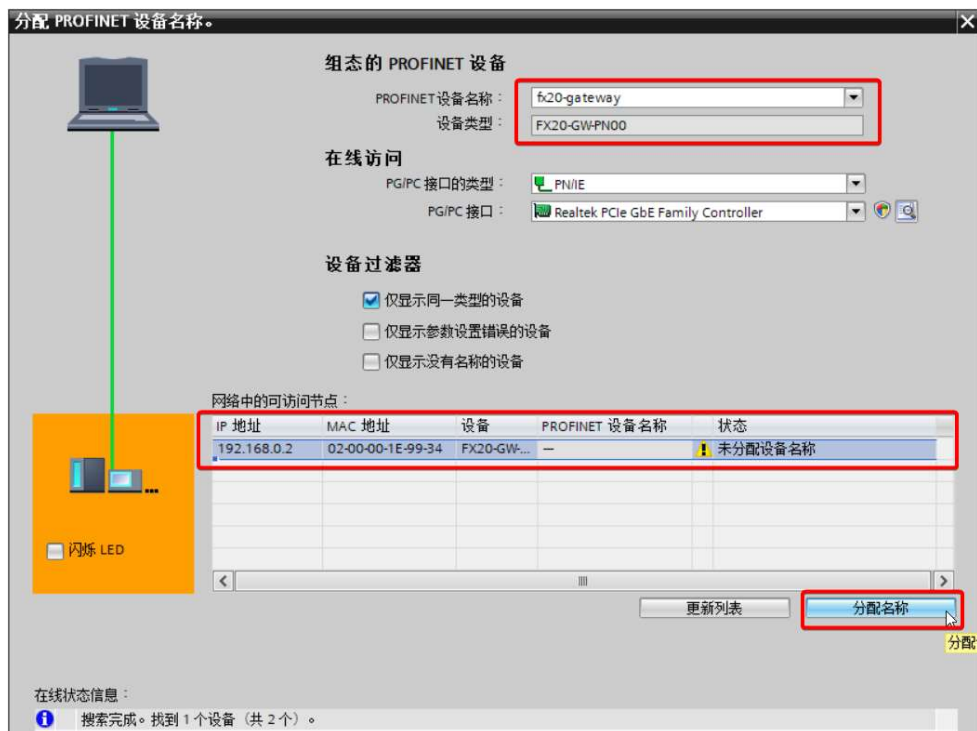 分配 PROFINET 设备名称。
组态的 PROFINET 设备
PROFINET设备名称： fx20-gateway
设备类型： FX20-GW-PN00
在线访问
PG/PC 接口的类型： PN/IE
PG/PC 接口： Realtek PCIe GbE Family Controller
设备过滤器
仅显示同一类型的设备
仅显示参数设置错误的设备
仅显示没有名称的设备
网络中的可访问节点：
IP 地址 MAC 地址 设备 PROFINET 设备名称 状态
192.168.0.2 02-00-00-1E-99-34 FX20-GW-... — 未分配设备名称
闪烁 LED
更新列表 分配名称
分配
在线状态信息：
搜索完成。找到 1 个设备（共 2 个）。